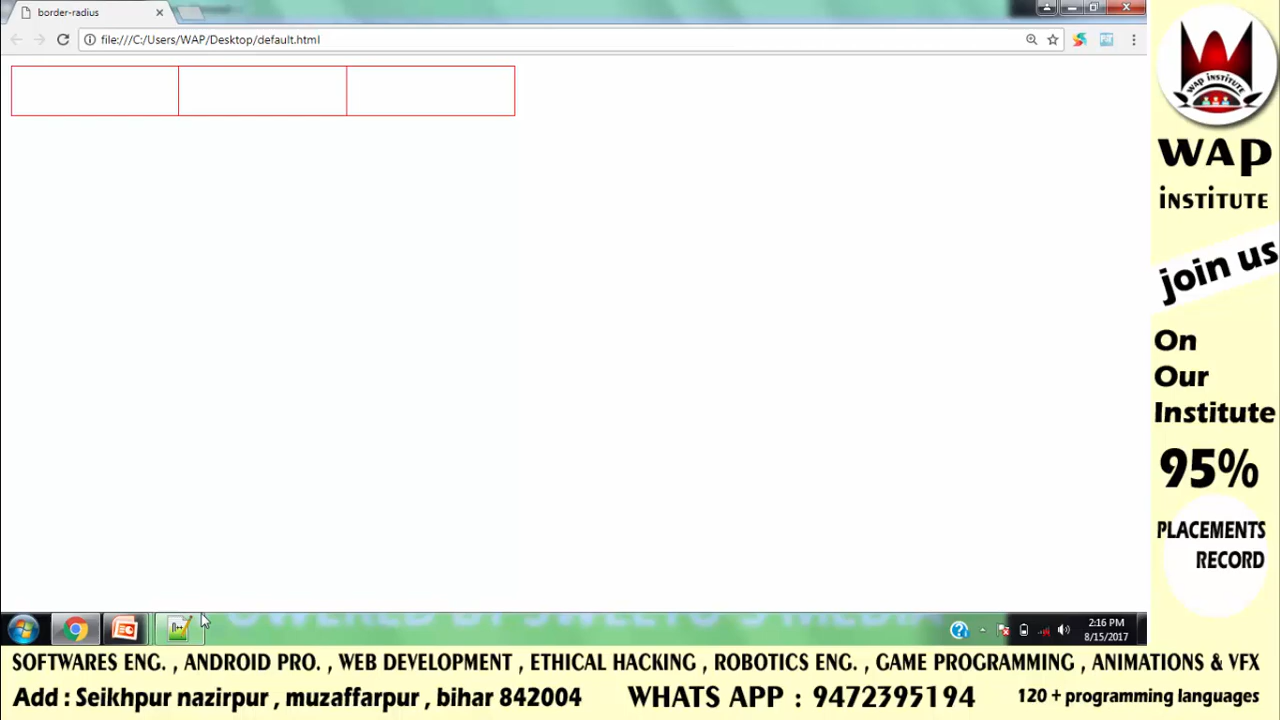 border-radius
file:///C:/Users/WAP/Desktop/default.html
WAP INSTITUTE
WAP
INSTITUTE
join us
On
Our
Institute
95%
PLACEMENTS
RECORD
2:16 PM
8/15/2017
SOFTWARES ENG. , ANDROID PRO. , WEB DEVELOPMENT , ETHICAL HACKING , ROBOTICS ENG. , GAME PROGRAMMING , ANIMATIONS & VFX
Add : Seikhpur nazirpur , muzaffarpur , bihar 842004 WHATS APP : 9472395194 120 + programming languages